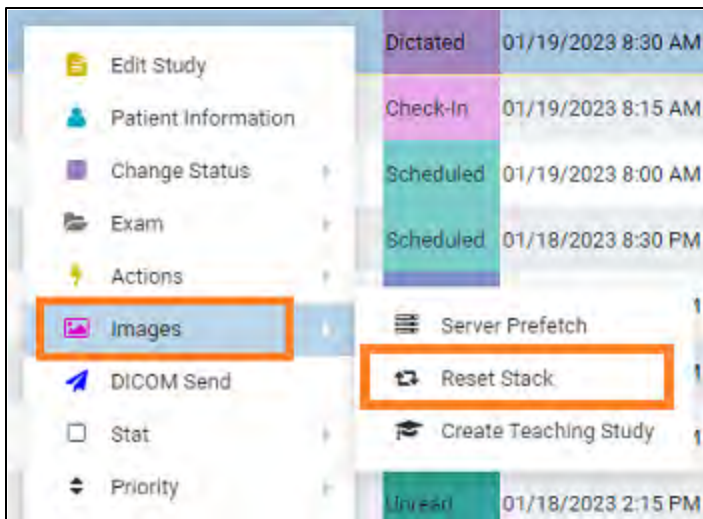 Edit Study
Patient Information
Change Status
Exam
Actions
Images
DICOM Send
Stat
Priority
Server Prefetch
Reset Stack
Create Teaching Study
Dictated 01/19/2023 8:30 AM
Check-In 01/19/2023 8:15 AM
Scheduled 01/19/2023 8:00 AM
Scheduled 01/18/2023 8:30 PM
Unread 01/18/2023 2:15 PM